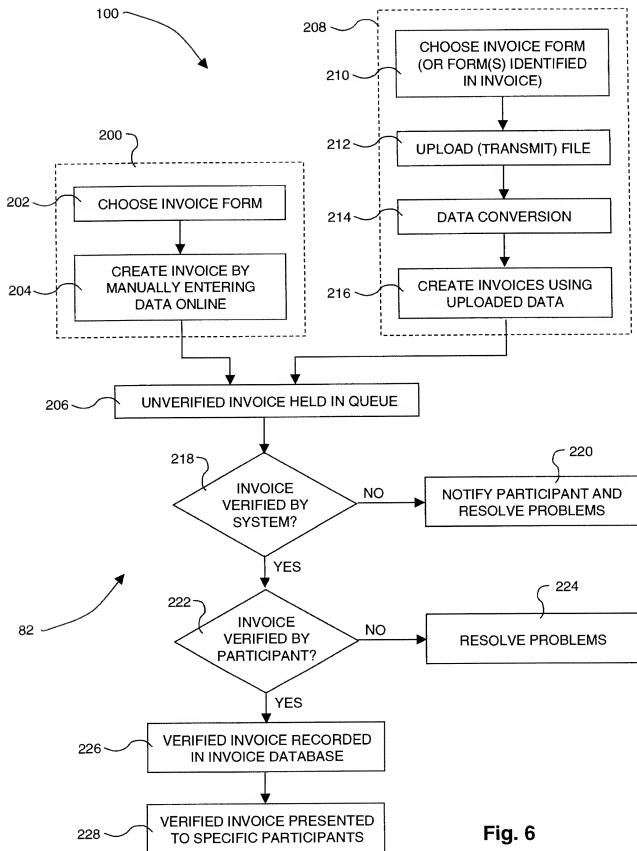 100
200
202
CHOOSE INVOICE FORM
204
CREATE INVOICE BY
MANUALLY ENTERING
DATA ONLINE
208
210
CHOOSE INVOICE FORM
(OR FORM(S) IDENTIFIED
IN INVOICE)
212
UPLOAD (TRANSMIT) FILE
214
DATA CONVERSION
216
CREATE INVOICES USING
UPLOADED DATA
206
UNVERIFIED INVOICE HELD IN QUEUE
218
INVOICE
VERIFIED BY
SYSTEM?
NO
220
NOTIFY PARTICIPANT AND
RESOLVE PROBLEMS
YES
82
222
INVOICE
VERIFIED BY
PARTICIPANT?
NO
224
RESOLVE PROBLEMS
YES
226
VERIFIED INVOICE RECORDED
IN INVOICE DATABASE
228
VERIFIED INVOICE PRESENTED
TO SPECIFIC PARTICIPANTS
Fig. 6